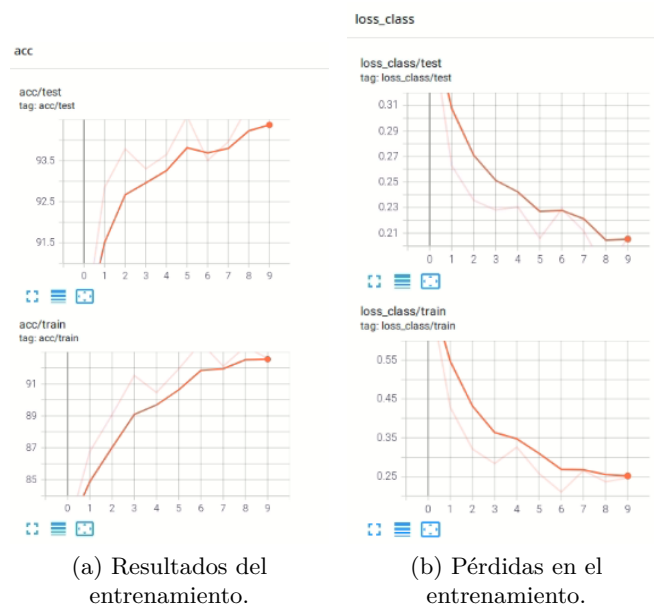 acc
acc/test
tag: acc/test
93.5
92.5
91.5
0 1 2 3 4 5 6 7 8 9
acc/train
tag: acc/train
91
89
87
85
0 1 2 3 4 5 6 7 8 9
(a) Resultados del
entrenamiento.
loss_class
loss_class/test
tag: loss_class/test
0.31
0.29
0.27
0.25
0.23
0.21
0 1 2 3 4 5 6 7 8 9
loss_class/train
tag: loss_class/train
0.55
0.45
0.35
0.25
0 1 2 3 4 5 6 7 8 9
(b) Pérdidas en el
entrenamiento.